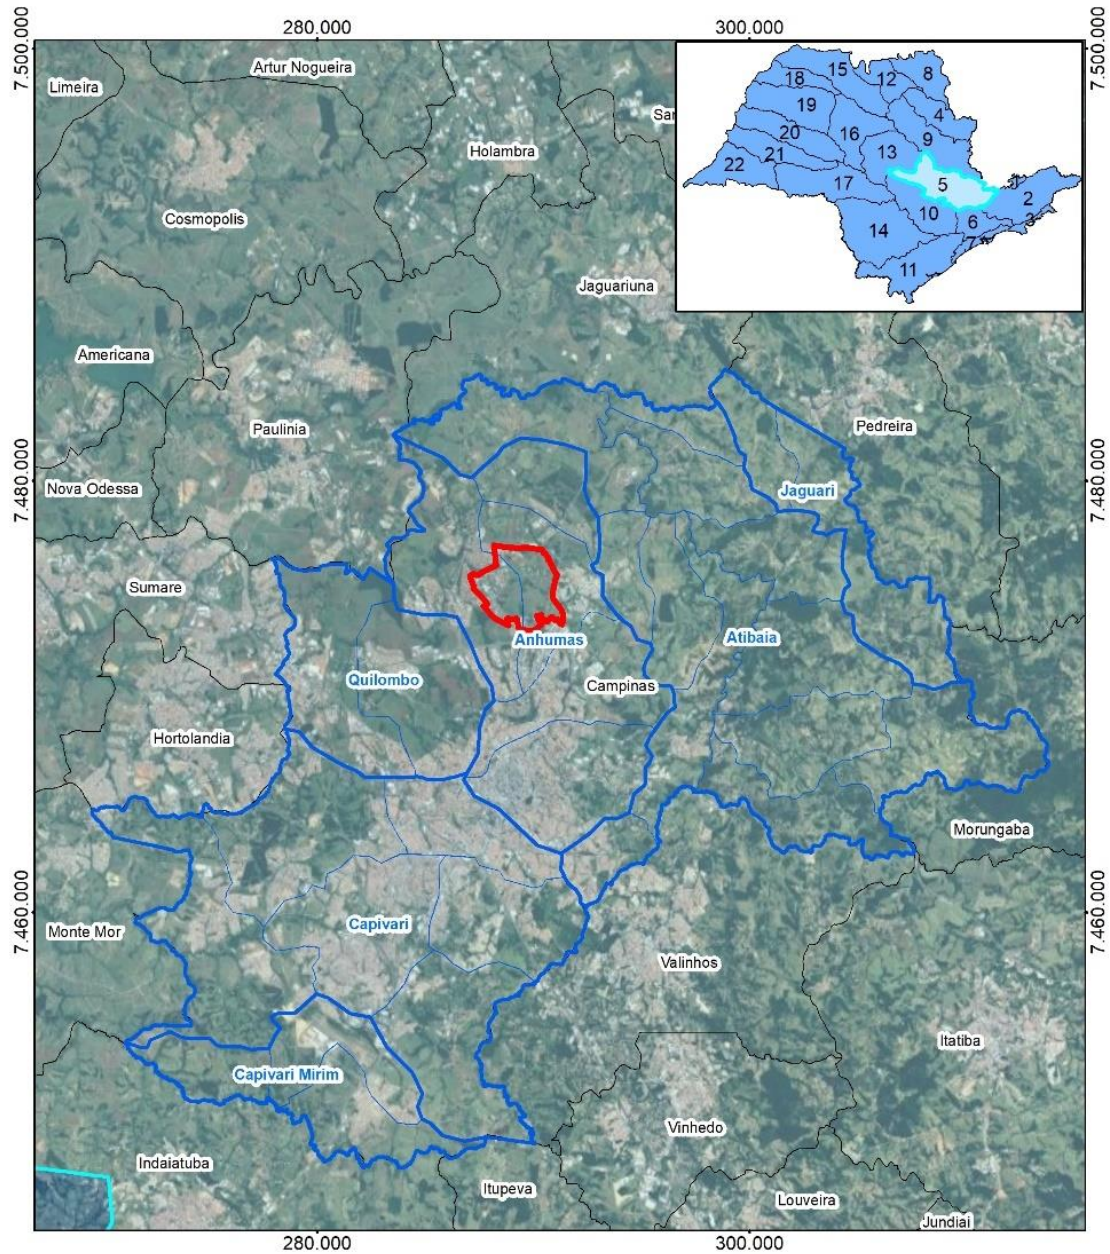 280.000
300.000
7.500.000
7.500.000
Artur Nogueira
Limeira
Holambra
Cosmopolis
Jaguariuna
Americana
Paulinia
Pedreira
7.480.000
7.480.000
Nova Odessa
Jaguari
Sumare
Anhumas
Atibaia
Quilombo
Campinas
Hortolandia
Morungaba
7.460.000
7.460.000
Capivari
Monte Mor
Valinhos
Itatiba
Capivari Mirim
Vinhedo
Indaiatuba
Itupeva
Louveira
Jundiai
280.000
300.000
15
18
12
8
19
4
20
16
9
13
21
22
17
5
1
2
10
6
3
14
7
11